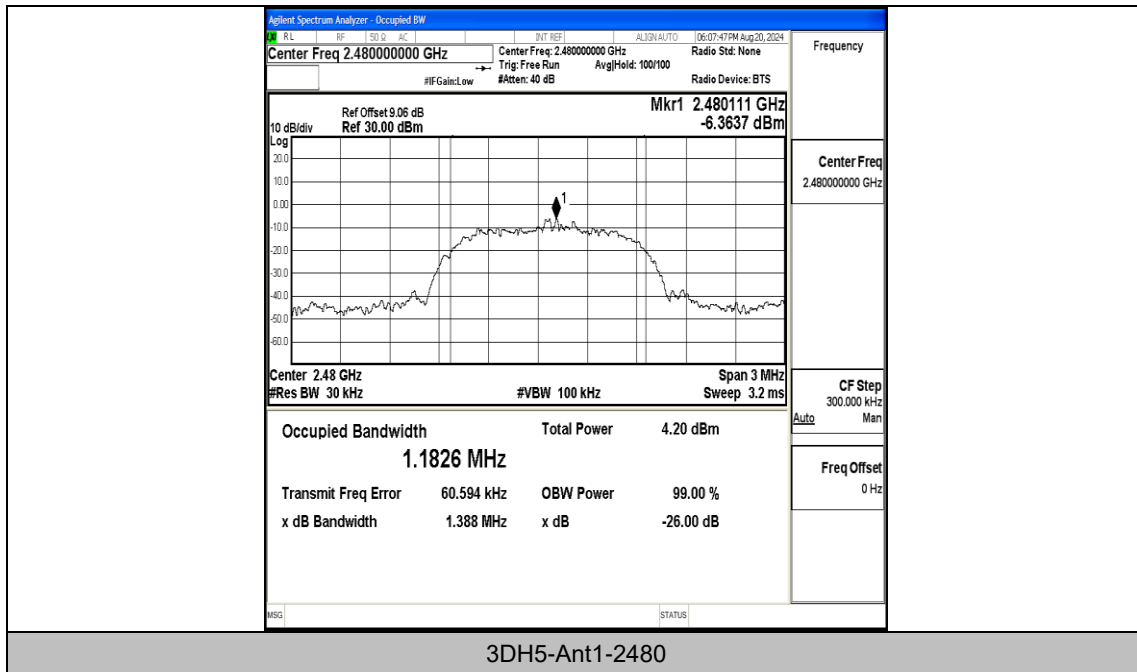 Agilent Spectrum Analyzer - Occupied BW
LXI RL RF 50 Ω AC INT REF ALIGNAUTO 06:07:47 PM Aug 20, 2024
Center Freq 2.480000000 GHz
Center Freq: 2.480000000 GHz
Radio Std: None
Trig: Free Run Avg|Hold: 100/100
#IFGain:Low #Atten: 40 dB Radio Device: BTS
Frequency
Ref Offset 9.06 dB
10 dB/div Ref 30.00 dBm
Mkr1 2.480111 GHz
-6.3637 dBm
Log
20.0
10.0
0.00
-10.0
-20.0
-30.0
-40.0
-50.0
-60.0
1
Center 2.48 GHz Span 3 MHz
#Res BW 30 kHz #VBW 100 kHz Sweep 3.2 ms
Occupied Bandwidth Total Power 4.20 dBm
1.1826 MHz
Transmit Freq Error 60.594 kHz OBW Power 99.00 %
x dB Bandwidth 1.388 MHz x dB -26.00 dB
Center Freq
2.480000000 GHz
CF Step
300.000 kHz
Auto Man
Freq Offset
0 Hz
MSG STATUS
3DH5-Ant1-2480